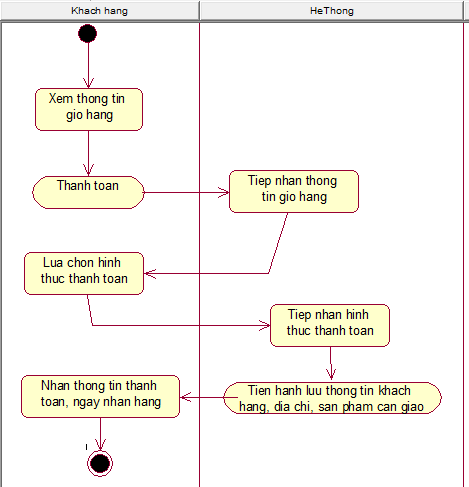 Khach hang
HeThong
Xem thong tin
gio hang
Thanh toan
Tiep nhan thong
tin gio hang
Lua chon hinh
thuc thanh toan
Tiep nhan hinh
thuc thanh toan
Nhan thong tin thanh
toan, ngay nhan hang
Tien hanh luu thong tin khach
hang, dia chi, san pham can giao